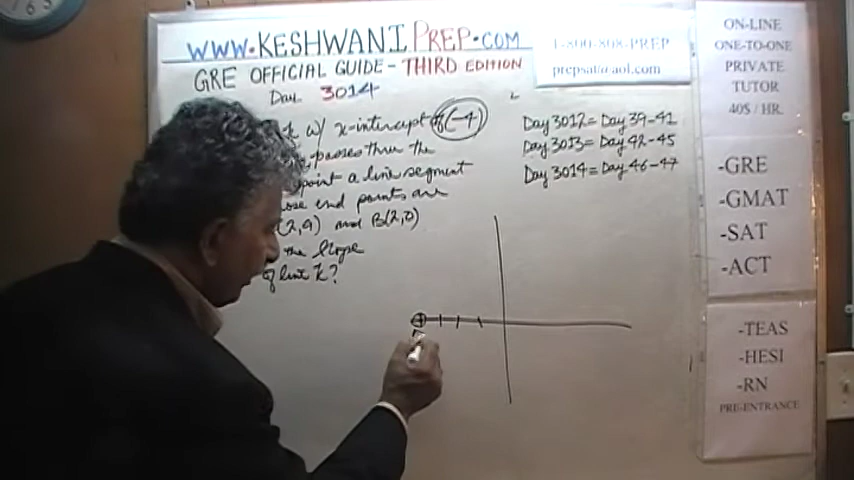 WWW.KESHWANIPREP.COM
GRE OFFICIAL GUIDE - THIRD EDITION
Day 3014
k w/ x-intercept of (-4)
passes thru the
point a line segment
end points are
(2,9) and B(2,0)
the slope
of line k?
1-800-808-PREP
prepsat@aol.com
Day 3012 = Day 39-41
Day 3013 = Day 42-45
Day 3014 = Day 46-47
ON-LINE
ONE-TO-ONE
PRIVATE
TUTOR
40$ / HR.
-GRE
-GMAT
-SAT
-ACT
-TEAS
-HESI
-RN
PRE-ENTRANCE